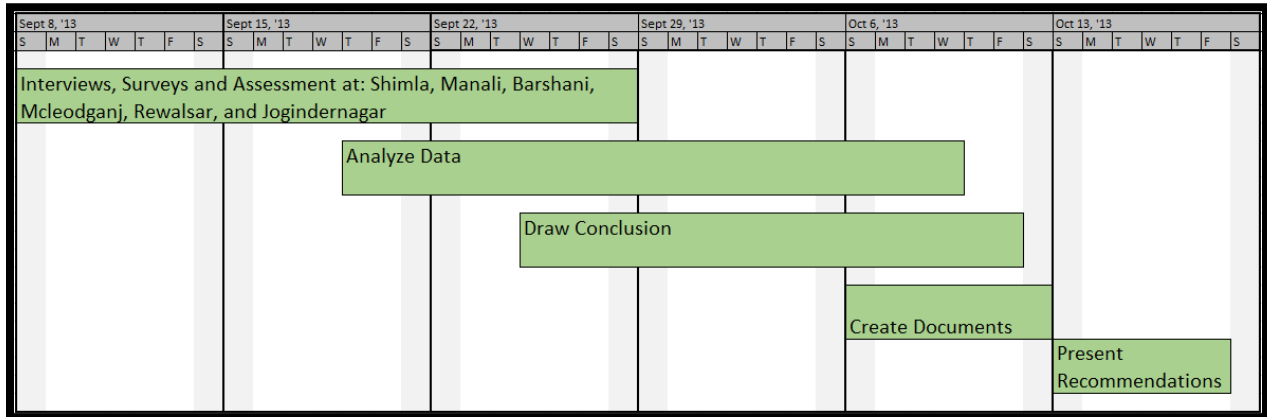 Sept 8, '13 Sept 15, '13 Sept 22, '13 Sept 29, '13 Oct 6, '13 Oct 13, '13
S M T W T F S S M T W T F S S M T W T F S S M T W T F S S M T W T F S S M T W T F S
Interviews, Surveys and Assessment at: Shimla, Manali, Barshani,
Mcleodganj, Rewalsar, and Jogindernagar
Analyze Data
Draw Conclusion
Create Documents
Present
Recommendations